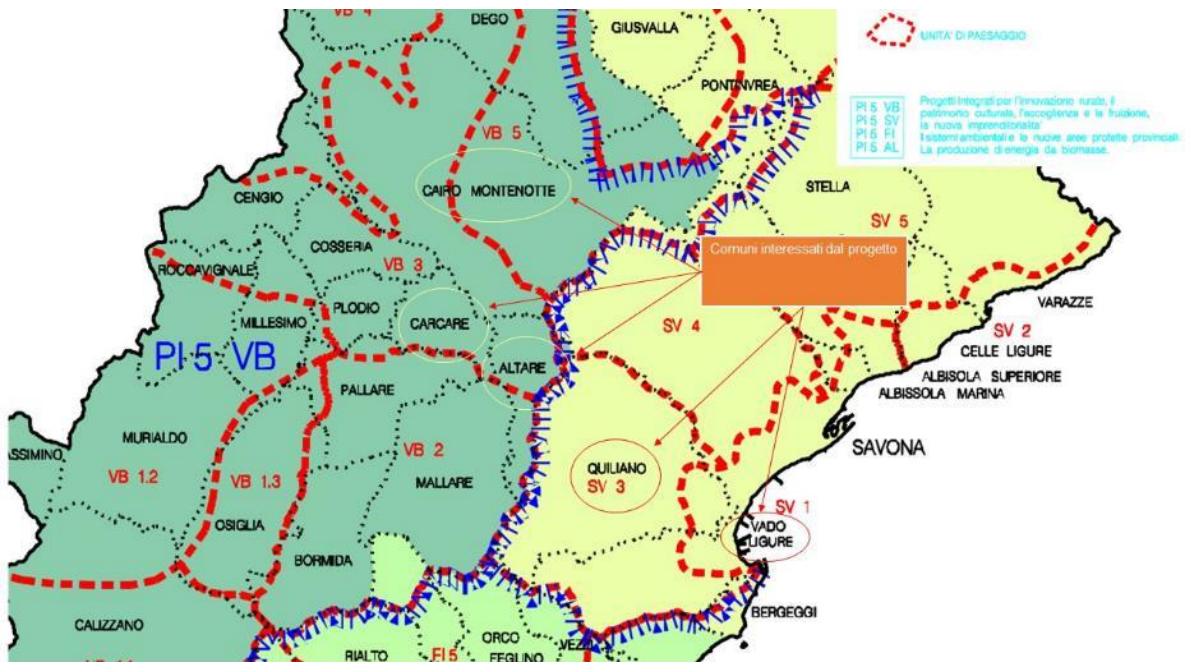 VB 4
DEGO
GIUSVALLA
UNITA' DI PAESAGGIO
PONTINVREA
PI 5 VB
PI 5 SV
PI 5 FI
PI 5 AL
Progetti Integrati per l'innovazione rurale, il
patrimonio culturale, l'accoglienza e la fruizione,
la nuova imprenditorialita'
I sistemi ambientali e le nuove aree protette provinciali.
La produzione di energia da biomasse.
VB 5
CAIRO MONTENOTTE
CENGIO
STELLA
SV 5
COSSERIA
VB 3
Comuni interessati dal progetto
ROCCAVIGNALE
PLODIO
MILLESIMO
CARCARE
SV 4
VARAZZE
SV 2
CELLE LIGURE
PI 5 VB
ALTARE
PALLARE
ALBISOLA SUPERIORE
ALBISSOLA MARINA
MURIALDO
ASSIMINO
VB 1.2
VB 1.3
VB 2
MALLARE
QUILIANO
SV 3
SAVONA
OSIGLIA
SV 1
VADO
LIGURE
BORMIDA
BERGEGGI
CALIZZANO
RIALTO
FI 5
ORCO
FEGLINO
VEZZI